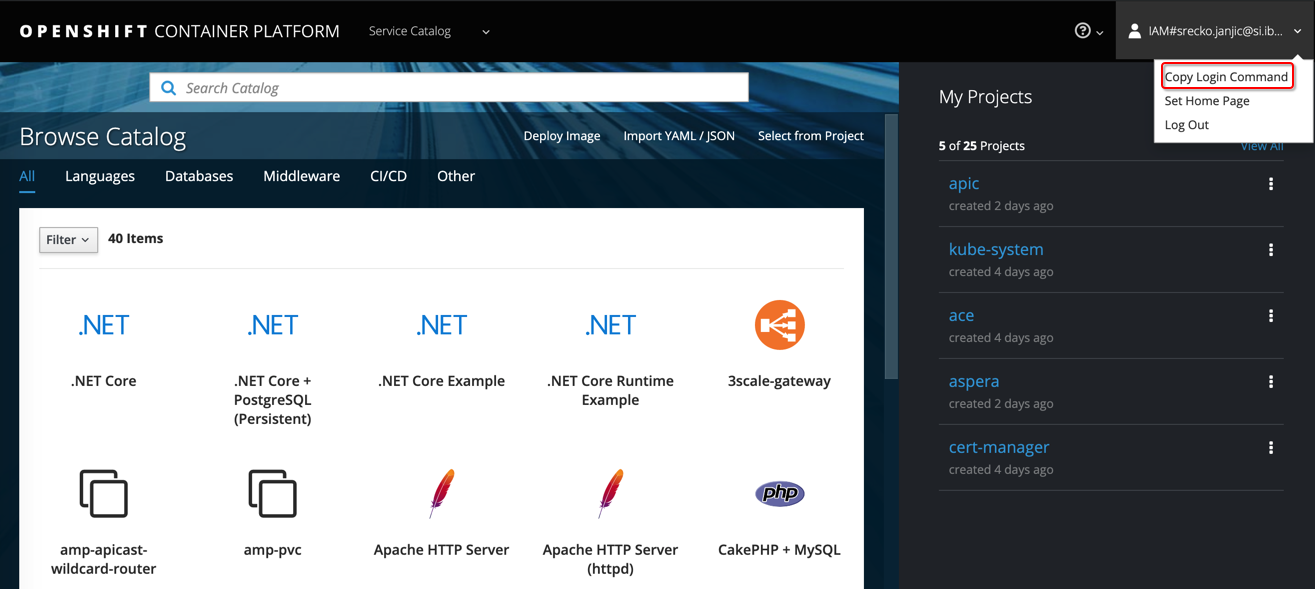 OPENSHIFT CONTAINER PLATFORM
Service Catalog
IAM#srecko.janjic@si.ib...
Copy Login Command
Set Home Page
Log Out
Search Catalog
Browse Catalog
Deploy Image
Import YAML / JSON
Select from Project
All
Languages
Databases
Middleware
CI/CD
Other
Filter
40 Items
.NET
.NET Core
.NET
.NET Core +
PostgreSQL
(Persistent)
.NET
.NET Core Example
.NET
.NET Core Runtime
Example
3scale-gateway
amp-apicast-
wildcard-router
amp-pvc
Apache HTTP Server
Apache HTTP Server
(httpd)
php
CakePHP + MySQL
My Projects
5 of 25 Projects
View All
apic
created 2 days ago
kube-system
created 4 days ago
ace
created 4 days ago
aspera
created 2 days ago
cert-manager
created 4 days ago